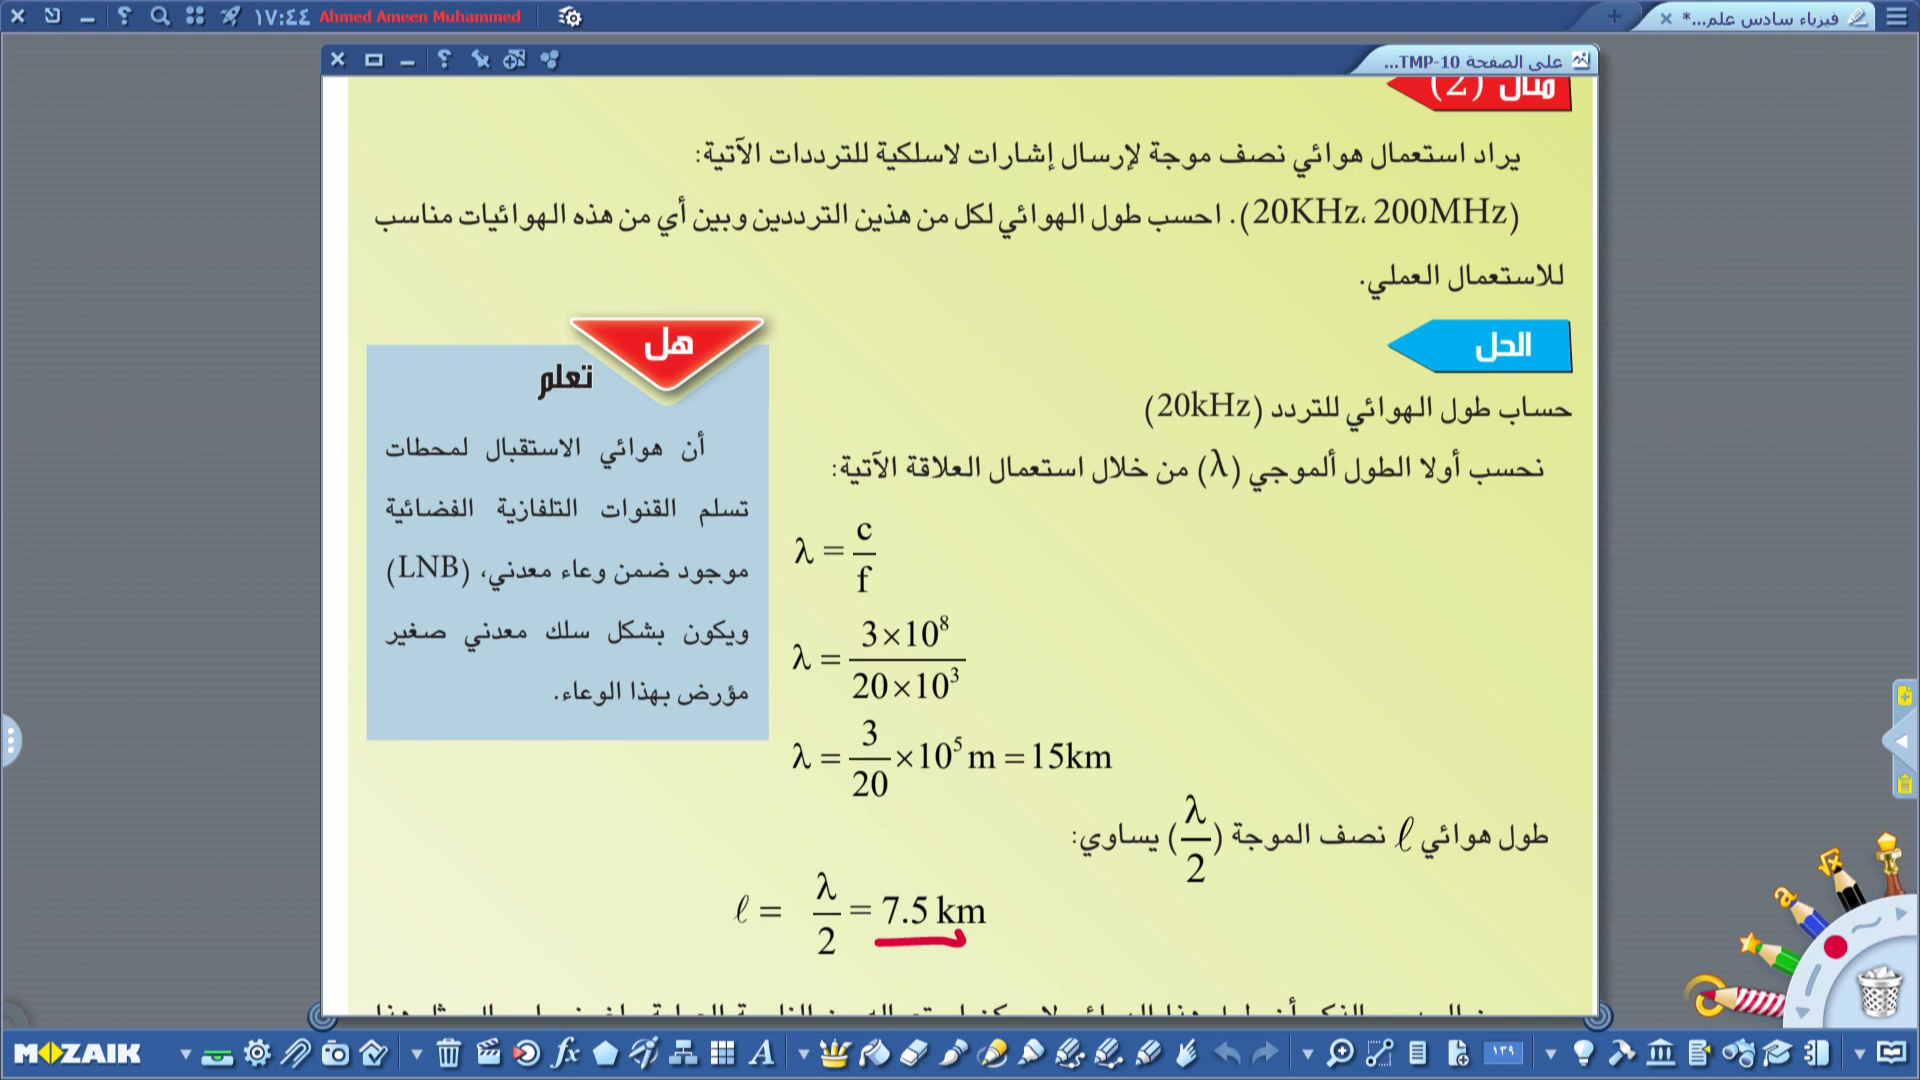 ١٧:٤٤ Ahmed Ameen Muhammed
فيزياء سادس علم...*
على الصفحة TMP-10...
مثال (2)
يراد استعمال هوائي نصف موجة لإرسال إشارات لاسلكية للترددات الآتية:
(20KHz، 200MHz). احسب طول الهوائي لكل من هذين الترددين وبين أي من هذه الهوائيات مناسب
للاستعمال العملي.
الحل
حساب طول الهوائي للتردد (20kHz)
نحسب أولا الطول ألموجي (λ) من خلال استعمال العلاقة الآتية:
λ = c/f
λ = 3×10⁸ / 20×10³
λ = 3/20 ×10⁵ m = 15km
طول هوائي ℓ نصف الموجة (λ/2) يساوي:
ℓ = λ/2 = 7.5 km
هل
تعلم
أن هوائي الاستقبال لمحطات
تسلم القنوات التلفازية الفضائية
(LNB) موجود ضمن وعاء معدني،
ويكون بشكل سلك معدني صغير
مؤرض بهذا الوعاء.
MOZAIK
١٣٩